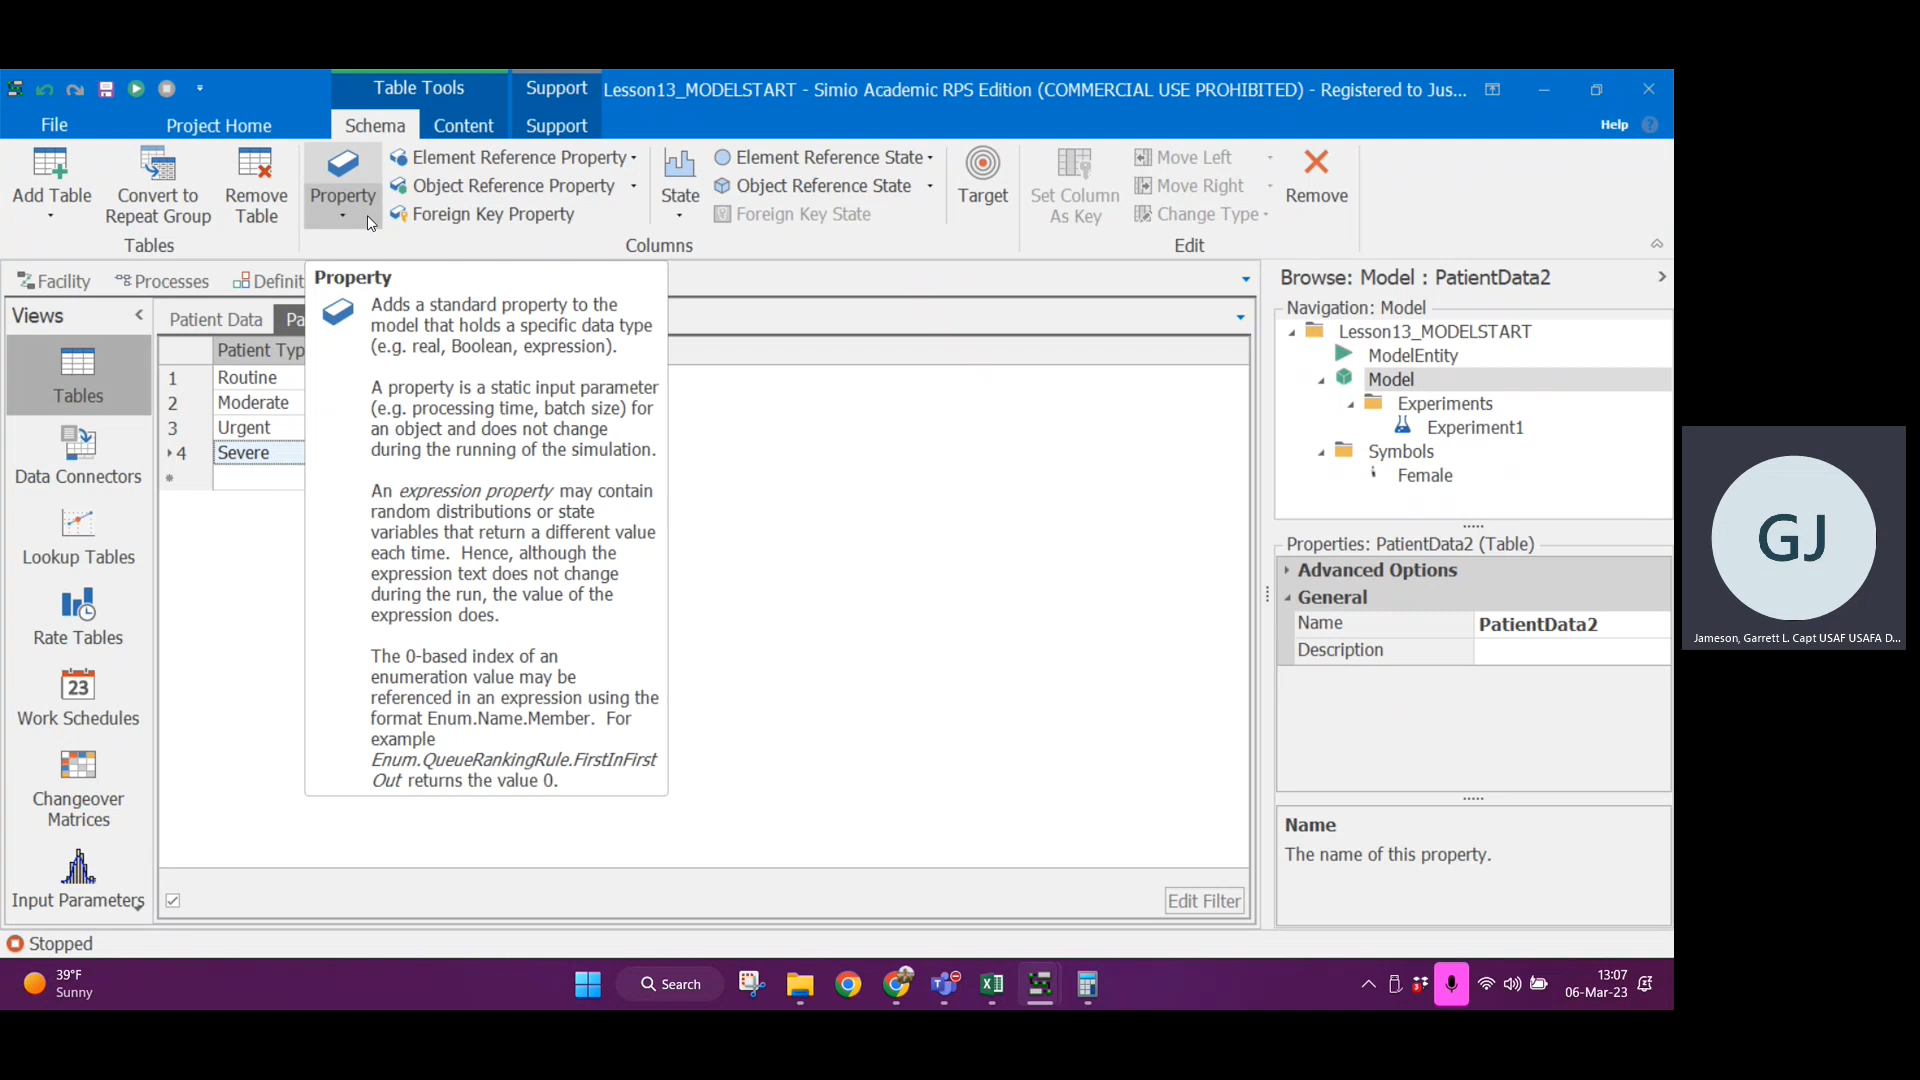 Table Tools
Support
Lesson13_MODELSTART - Simio Academic RPS Edition (COMMERCIAL USE PROHIBITED) - Registered to Jus...
File
Project Home
Schema
Content
Support
Help
Add Table
Convert to
Repeat Group
Remove
Table
Tables
Property
Element Reference Property
Object Reference Property
Foreign Key Property
State
Element Reference State
Object Reference State
Foreign Key State
Columns
Target
Set Column
As Key
Move Left
Move Right
Change Type
Remove
Edit
Facility
Processes
Definit
Views
Tables
Data Connectors
Lookup Tables
Rate Tables
23
Work Schedules
Changeover
Matrices
Input Parameters
Patient Data
Pa
Patient Typ
1 Routine
2 Moderate
3 Urgent
4 Severe
Property
Adds a standard property to the
model that holds a specific data type
(e.g. real, Boolean, expression).
A property is a static input parameter
(e.g. processing time, batch size) for
an object and does not change
during the running of the simulation.
An expression property may contain
random distributions or state
variables that return a different value
each time. Hence, although the
expression text does not change
during the run, the value of the
expression does.
The 0-based index of an
enumeration value may be
referenced in an expression using the
format Enum.Name.Member. For
example
Enum.QueueRankingRule.FirstInFirst
Out returns the value 0.
Edit Filter
Browse: Model : PatientData2
Navigation: Model
Lesson13_MODELSTART
ModelEntity
Model
Experiments
Experiment1
Symbols
Female
Properties: PatientData2 (Table)
Advanced Options
General
Name PatientData2
Description
Name
The name of this property.
Stopped
39°F
Sunny
Search
13:07
06-Mar-23
GJ
Jameson, Garrett L. Capt USAF USAFA D...